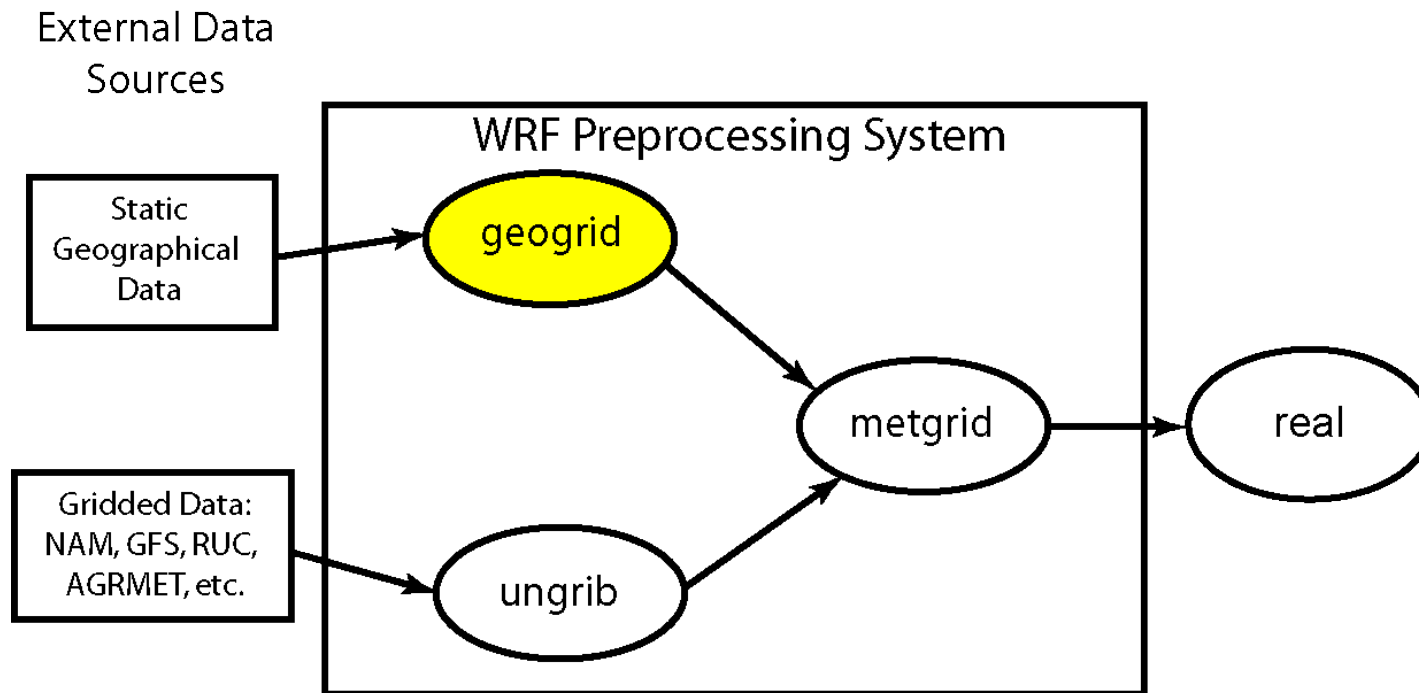 External Data
Sources
WRF Preprocessing System
Static
Geographical
Data
geogrid
metgrid
real
Gridded Data:
NAM, GFS, RUC,
AGRMET, etc.
ungrib